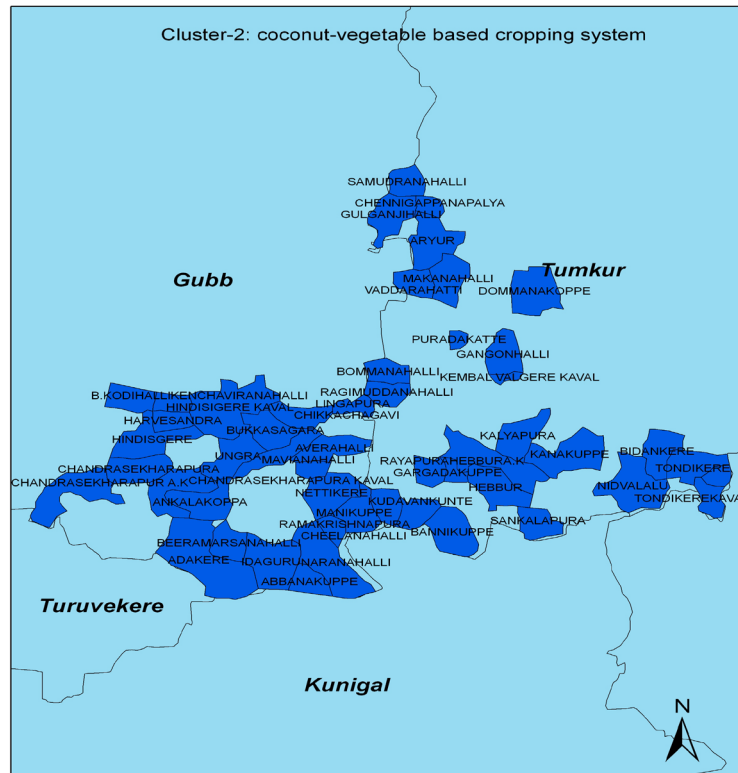 Cluster-2: coconut-vegetable based cropping system
SAMUDRANAHALLI
CHENNIGAPPANAPALYA
GULGANJIHALLI
ARYUR
Gubb
Tumkur
MAKANAHALLI
VADDARAHATTI
DOMMANAKOPPE
PURADAKATTE
GANGONHALLI
BOMMANAHALLI
KEMBAL VALGERE KAVAL
B.KODIHALLI
KENCHAVIRANAHALLI
RAGIMUDDANAHALLI
LINGAPURA
HINDISIGERE KAVAL
CHIKKACHAGAVI
HARVESANDRA
BUKKASAGARA
KALYAPURA
HINDISGERE
AVERAHALLI
BIDANKERE
UNGRA
MAVIANAHALLI
RAYAPURA
HEBBURA.K
KANAKUPPE
CHANDRASEKHARAPURA
GARGADAKUPPE
TONDIKERE
CHANDRASEKHARAPUR A.K
CHANDRASEKHARAPURA KAVAL
HEBBUR
NIDVALALU
NETTIKERE
ANKALAKOPPA
KUDAVANKUNTE
TONDIKEREKAVA
MANIKUPPE
SANKALAPURA
RAMAKRISHNAPURA
BANNIKUPPE
CHEELANAHALLI
BEERAMARSANAHALLI
ADAKERE
IDAGURUNARANAHALLI
ABBANAKUPPE
Turuvekere
Kunigal
N